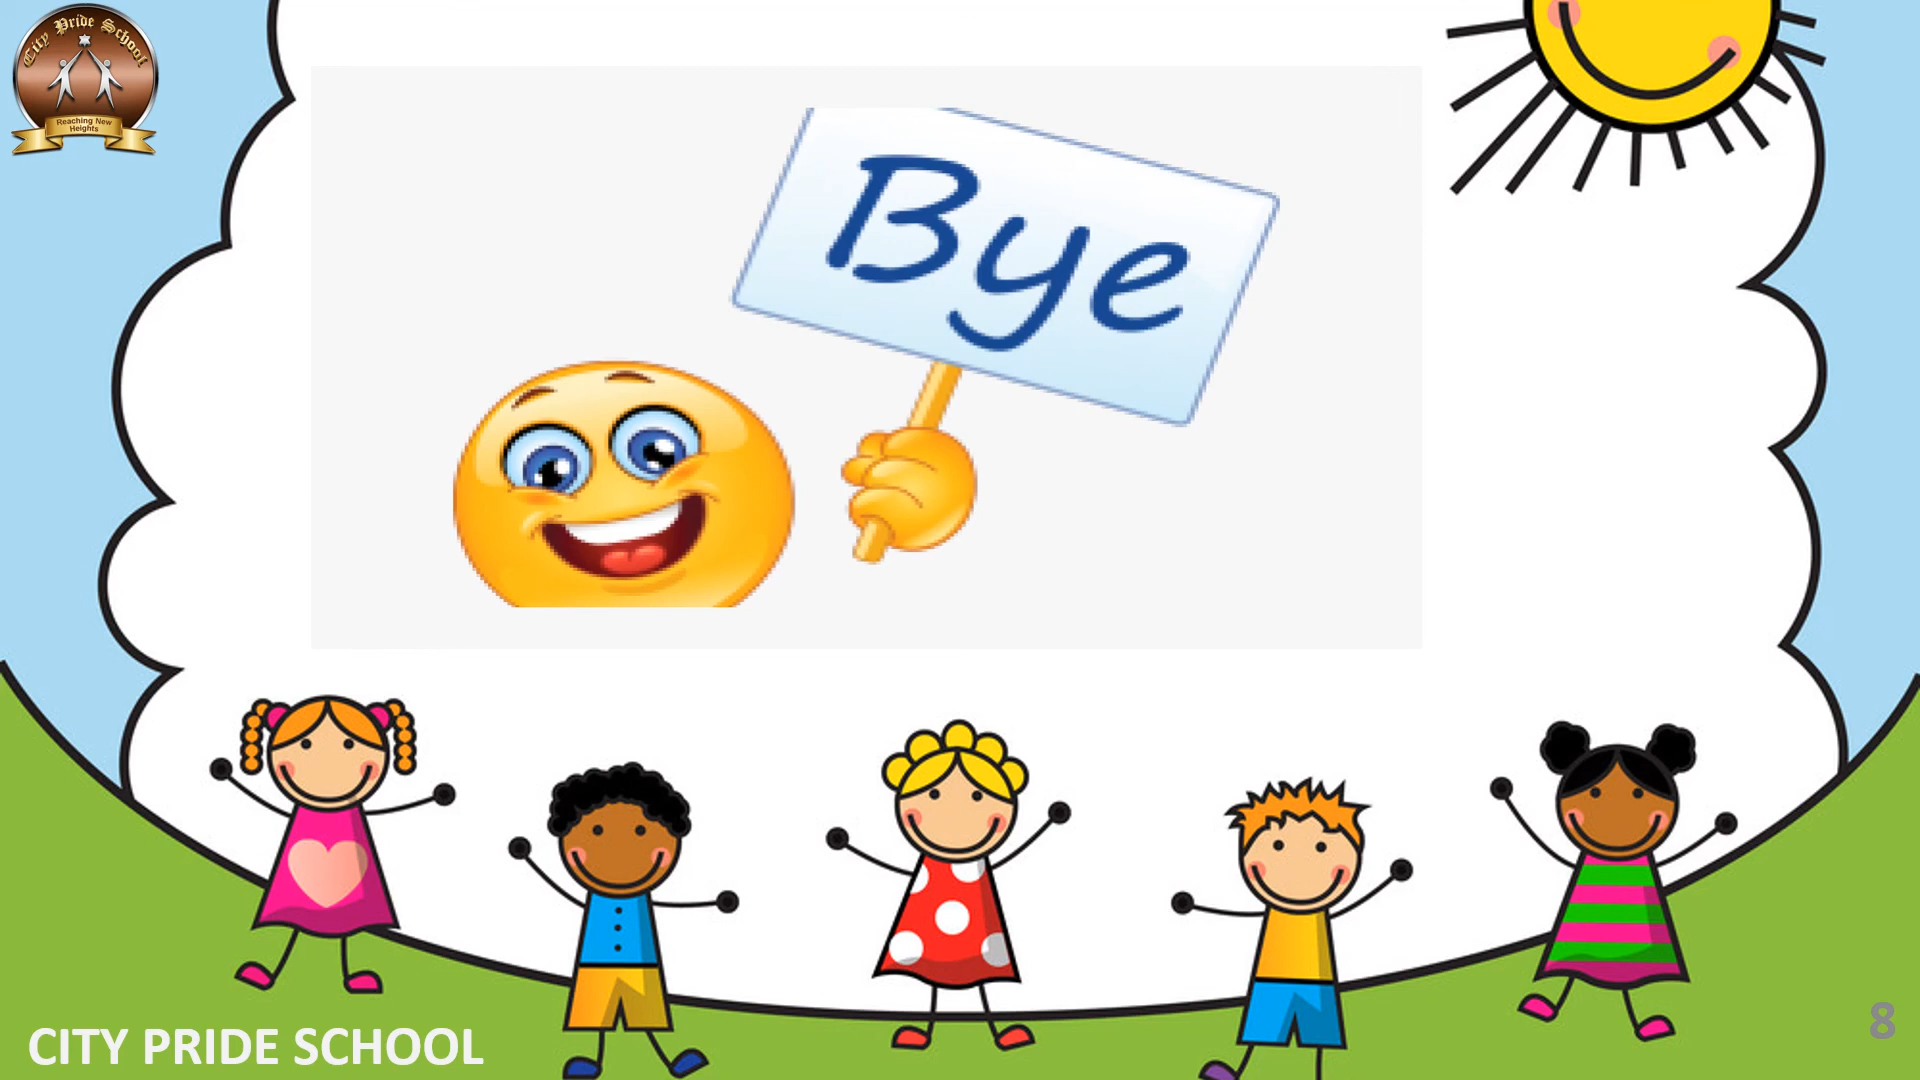 City Pride School
Reaching New
Heights
Bye
CITY PRIDE SCHOOL
8